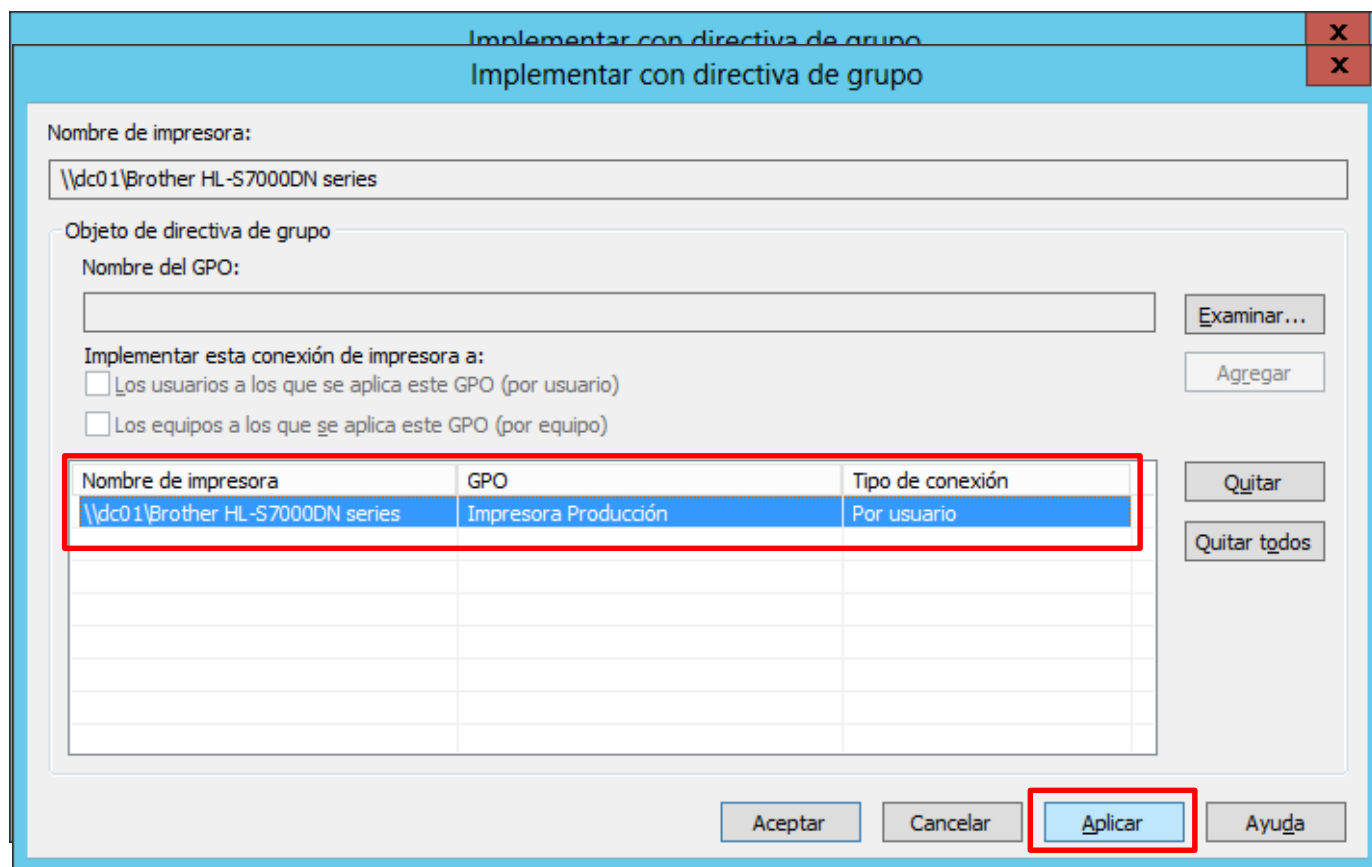 Implementar con directiva de grupo
x
Implementar con directiva de grupo
x
Nombre de impresora:
\\dc01\Brother HL-S7000DN series
Objeto de directiva de grupo
Nombre del GPO:
Examinar...
Implementar esta conexión de impresora a:
Los usuarios a los que se aplica este GPO (por usuario)
Agregar
Los equipos a los que se aplica este GPO (por equipo)
Nombre de impresora GPO Tipo de conexión
\\dc01\Brother HL-S7000DN series Impresora Producción Por usuario
Quitar
Quitar todos
Aceptar Cancelar Aplicar Ayuda